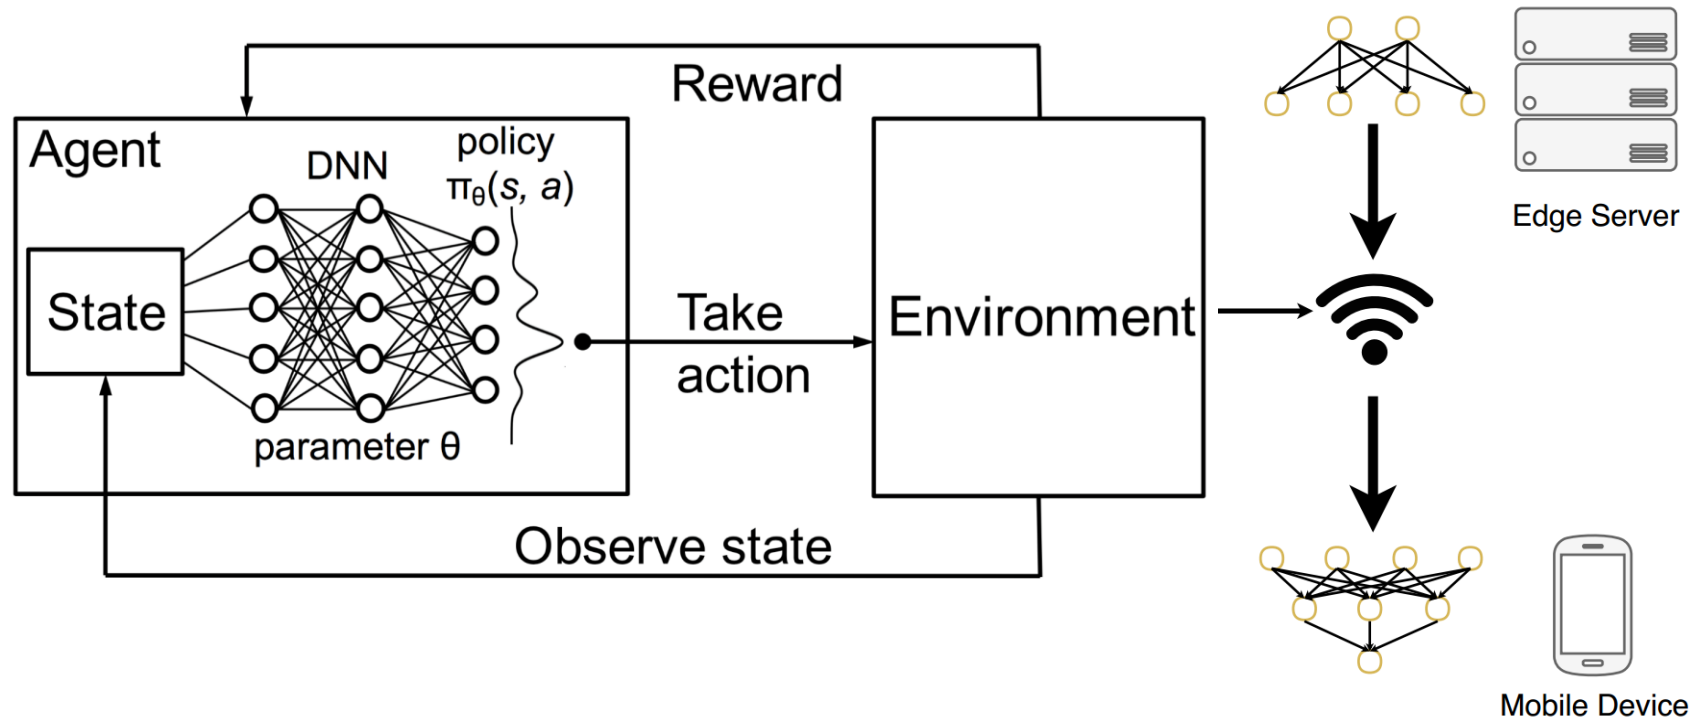 Reward
Agent
DNN
policy
πθ(s, a)
State
parameter θ
Take
action
Environment
Observe state
Edge Server
Mobile Device